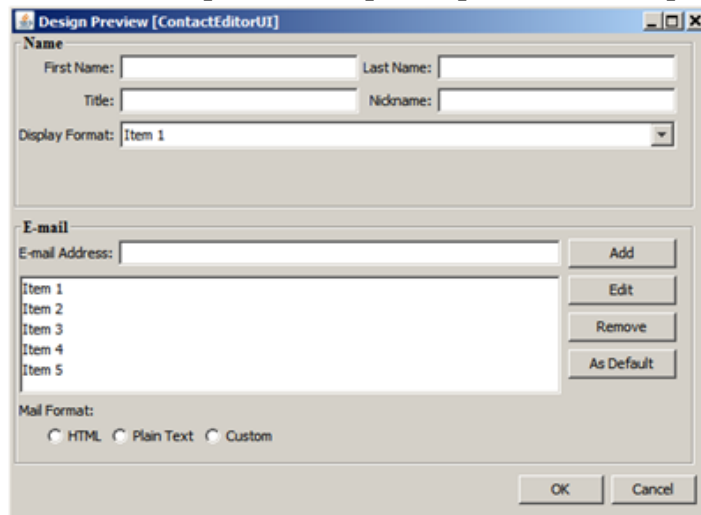 Design Preview [ContactEditorUI]
Name
First Name: Last Name:
Title: Nickname:
Display Format: Item 1
E-mail
E-mail Address: Add
Item 1 Edit
Item 2
Item 3 Remove
Item 4
Item 5 As Default
Mail Format:
HTML Plain Text Custom
OK Cancel